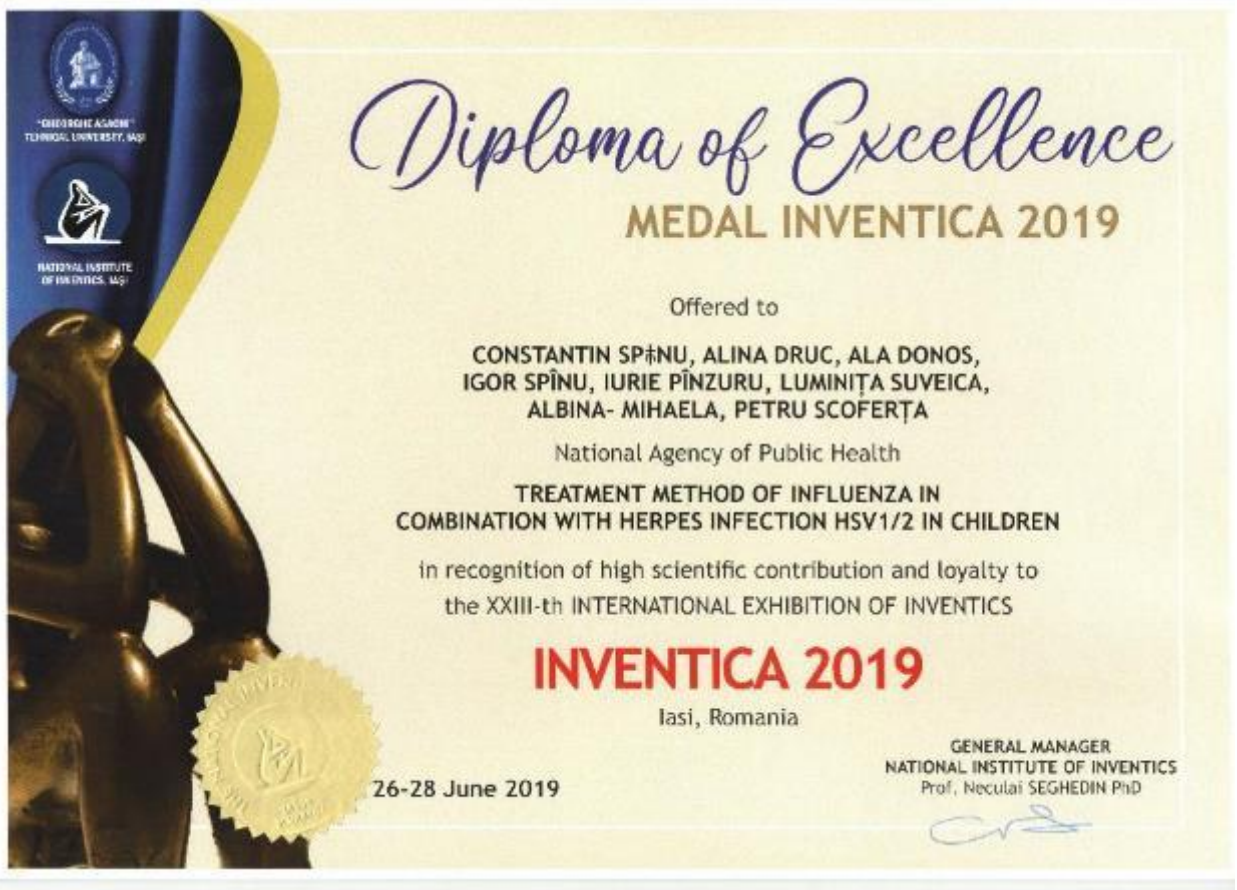 "GHEORGHE ASACHI"
TEHNICAL UNIVERSITY, IAȘI
NATIONAL INSTITUTE
OF INVENTICS, IAȘI
Diploma of Excellence
MEDAL INVENTICA 2019
Offered to
CONSTANTIN SPÎNU, ALINA DRUC, ALA DONOS,
IGOR SPÎNU, IURIE PÎNZURU, LUMINIȚA SUVEICA,
ALBINA- MIHAELA, PETRU SCOFERȚA
National Agency of Public Health
TREATMENT METHOD OF INFLUENZA IN
COMBINATION WITH HERPES INFECTION HSV1/2 IN CHILDREN
in recognition of high scientific contribution and loyalty to
the XXIII-th INTERNATIONAL EXHIBITION OF INVENTICS
INVENTICA 2019
Iasi, Romania
26-28 June 2019
GENERAL MANAGER
NATIONAL INSTITUTE OF INVENTICS
Prof. Neculai SEGHEDIN PhD